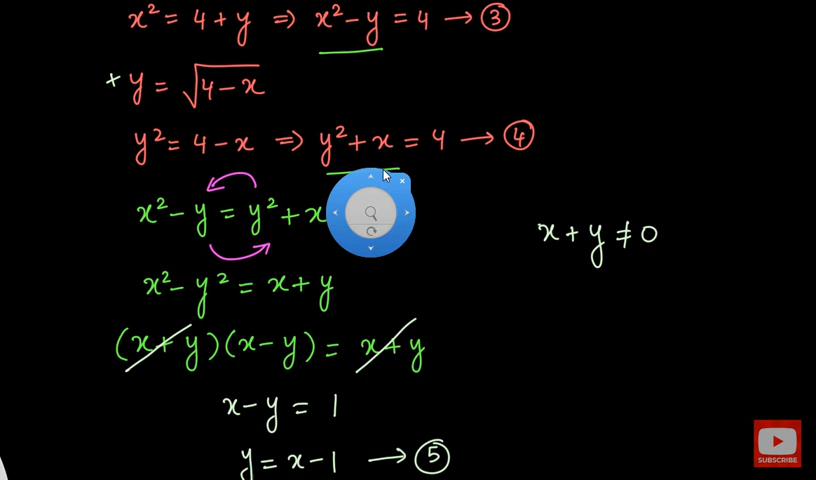 x² = 4 + y ⇒ x² - y = 4 → ③
+ y = √(4 - x)
y² = 4 - x ⇒ y² + x = 4 → ④
x² - y = y² + x
x + y ≠ 0
x² - y² = x + y
(x + y)(x - y) = x + y
x - y = 1
y = x - 1 → ⑤
SUBSCRIBE